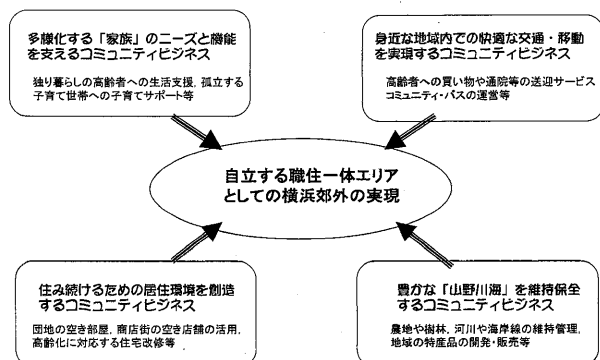 多様化する「家族」のニーズと機能
を支えるコミュニティビジネス
独り暮らしの高齢者への生活支援，孤立する
子育て世帯への子育てサポート等
身近な地域内での快適な交通・移動
を実現するコミュニティビジネス
高齢者への買い物や通院等の送迎サービス
コミュニティ・バスの運営等
自立する職住一体エリア
としての横浜郊外の実現
住み続けるための居住環境を創造
するコミュニティビジネス
団地の空き部屋，商店街の空き店舗の活用，
高齢化に対応する住宅改修等
豊かな「山野川海」を維持保全
するコミュニティビジネス
農地や樹林，河川や海岸線の維持管理，
地域の特産品の開発・販売等